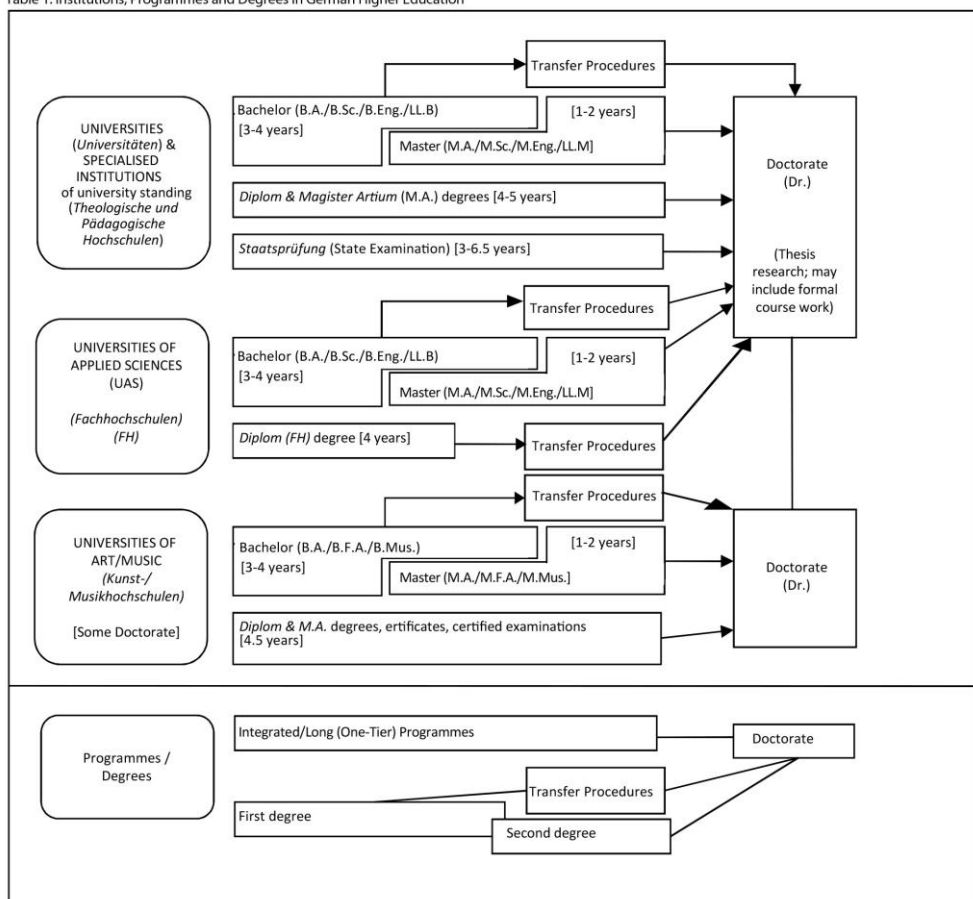 Table 1: Institutions, Programmes and Degrees in German Higher Education
Transfer Procedures
UNIVERSITIES
(Universitäten) &
SPECIALISED
INSTITUTIONS
of university standing
(Theologische und
Pädagogische
Hochschulen)
Bachelor (B.A./B.Sc./B.Eng./LL.B)
[3-4 years]
[1-2 years]
Master (M.A./M.Sc./M.Eng./LL.M]
Diplom & Magister Artium (M.A.) degrees [4-5 years]
Staatsprüfung (State Examination) [3-6.5 years]
Doctorate
(Dr.)
(Thesis
research; may
include formal
course work)
Transfer Procedures
UNIVERSITIES OF
APPLIED SCIENCES
(UAS)
(Fachhochschulen)
(FH)
Bachelor (B.A./B.Sc./B.Eng./LL.B)
[3-4 years]
[1-2 years]
Master (M.A./M.Sc./M.Eng./LL.M]
Diplom (FH) degree [4 years]
Transfer Procedures
Transfer Procedures
UNIVERSITIES OF
ART/MUSIC
(Kunst-/
Musikhochschulen)
[Some Doctorate]
Bachelor (B.A./B.F.A./B.Mus.)
[3-4 years]
[1-2 years]
Master (M.A./M.F.A./M.Mus.]
Diplom & M.A. degrees, ertificates, certified examinations
[4.5 years]
Doctorate
(Dr.)
Programmes /
Degrees
Integrated/Long (One-Tier) Programmes
Doctorate
Transfer Procedures
First degree
Second degree